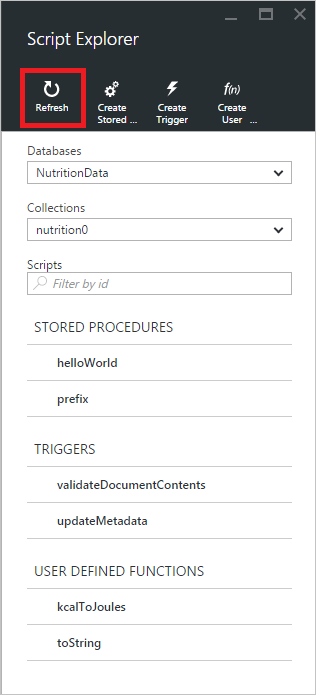 Script Explorer
Refresh
Create
Stored ...
Create
Trigger
f(n)
Create
User ...
Databases
NutritionData
Collections
nutrition0
Scripts
Filter by id
STORED PROCEDURES
helloWorld
prefix
TRIGGERS
validateDocumentContents
updateMetadata
USER DEFINED FUNCTIONS
kcalToJoules
toString